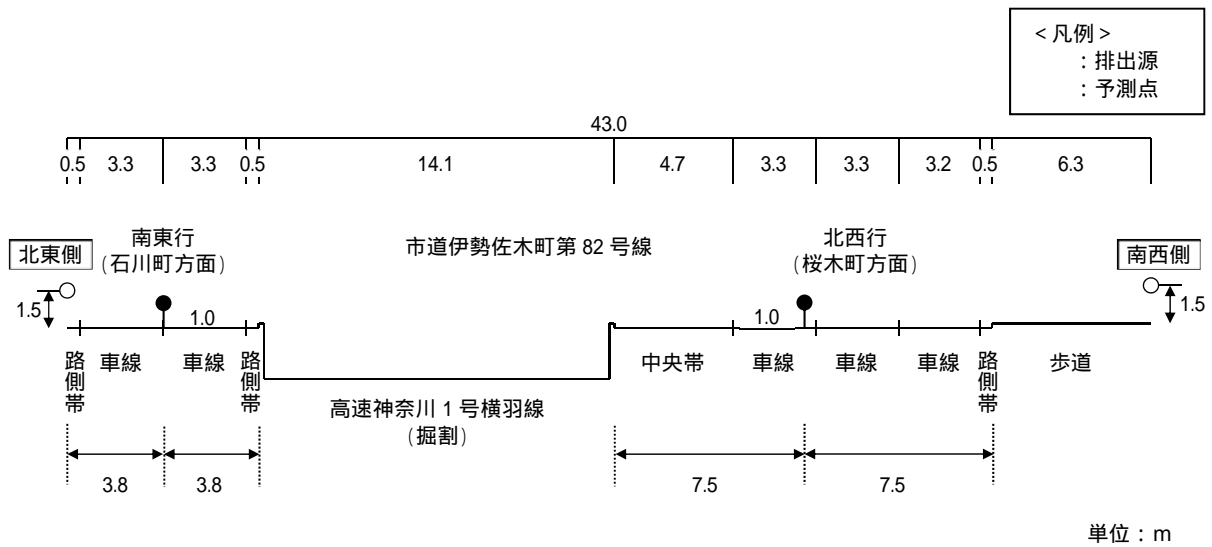 <凡例>
:排出源
:予測点
43.0
0.5 3.3 3.3 0.5 14.1 4.7 3.3 3.3 3.2 0.5 6.3
北東側
南東行
(石川町方面)
市道伊勢佐木町第 82 号線
北西行
(桜木町方面)
南西側
1.5 1.0 1.0 1.5
路側帯 車線 車線 路側帯 中央帯 車線 車線 車線 路側帯 歩道
高速神奈川 1 号横羽線
(掘割)
3.8 3.8 7.5 7.5
単位:m